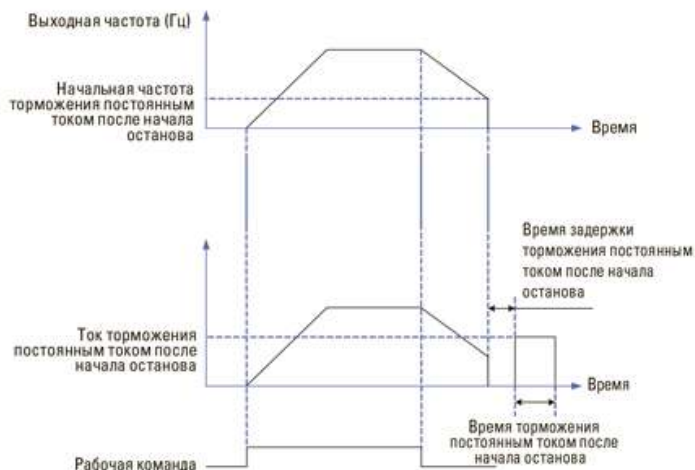 Выходная частота (Гц)
Начальная частота
торможения постоянным
током после начала
останова
Время
Время задержки
торможения постоянным
током после начала
останова
Ток торможения
постоянным током после
начала останова
Время
Время торможения
постоянным током после
начала останова
Рабочая команда